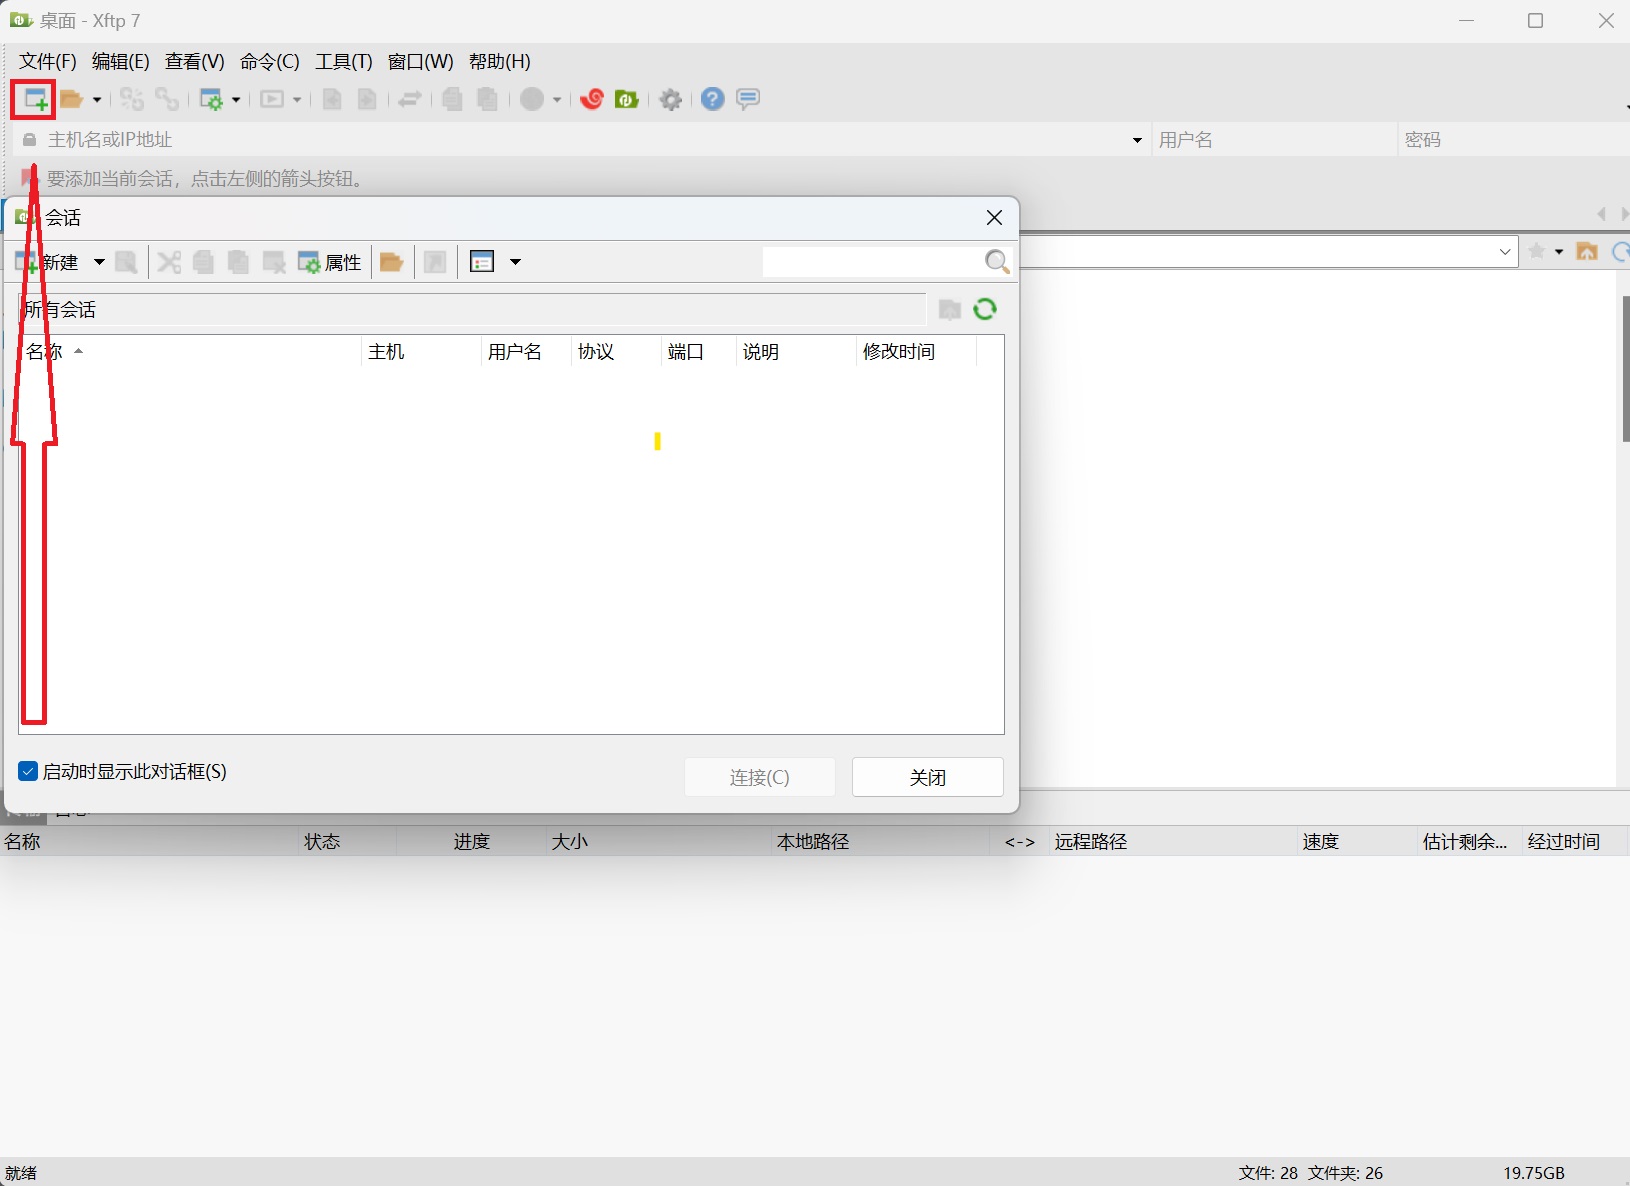 桌面 - Xftp 7
文件(F) 编辑(E) 查看(V) 命令(C) 工具(T) 窗口(W) 帮助(H)
主机名或IP地址 用户名 密码
要添加当前会话，点击左侧的箭头按钮。
会话
新建 属性
所有会话
名称 主机 用户名 协议 端口 说明 修改时间
启动时显示此对话框(S) 连接(C) 关闭
名称 状态 进度 大小 本地路径 <-> 远程路径 速度 估计剩余... 经过时间
就绪 文件: 28 文件夹: 26 19.75GB